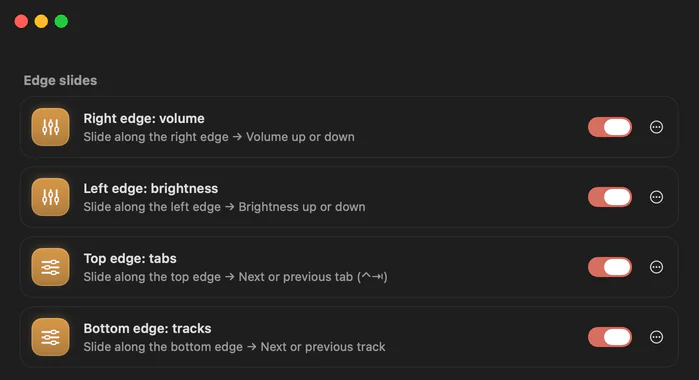 Edge slides
Right edge: volume
Slide along the right edge → Volume up or down
Left edge: brightness
Slide along the left edge → Brightness up or down
Top edge: tabs
Slide along the top edge → Next or previous tab (^⇥)
Bottom edge: tracks
Slide along the bottom edge → Next or previous track